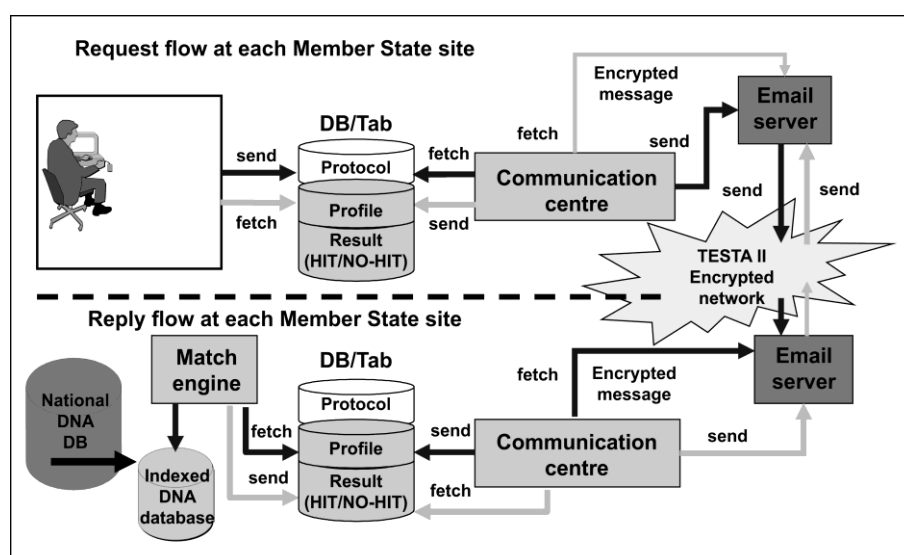 Request flow at each Member State site
Encrypted
message
Email
server
DB/Tab
fetch
send
send
fetch
Protocol
Communication
centre
send
send
Profile
fetch
send
Result
(HIT/NO-HIT)
TESTA II
Encrypted
network
Reply flow at each Member State site
Match
engine
DB/Tab
fetch
Encrypted
message
Email
server
National
DNA
DB
Protocol
fetch
Profile
send
Communication
centre
send
Indexed
DNA
database
send
Result
(HIT/NO-HIT)
fetch